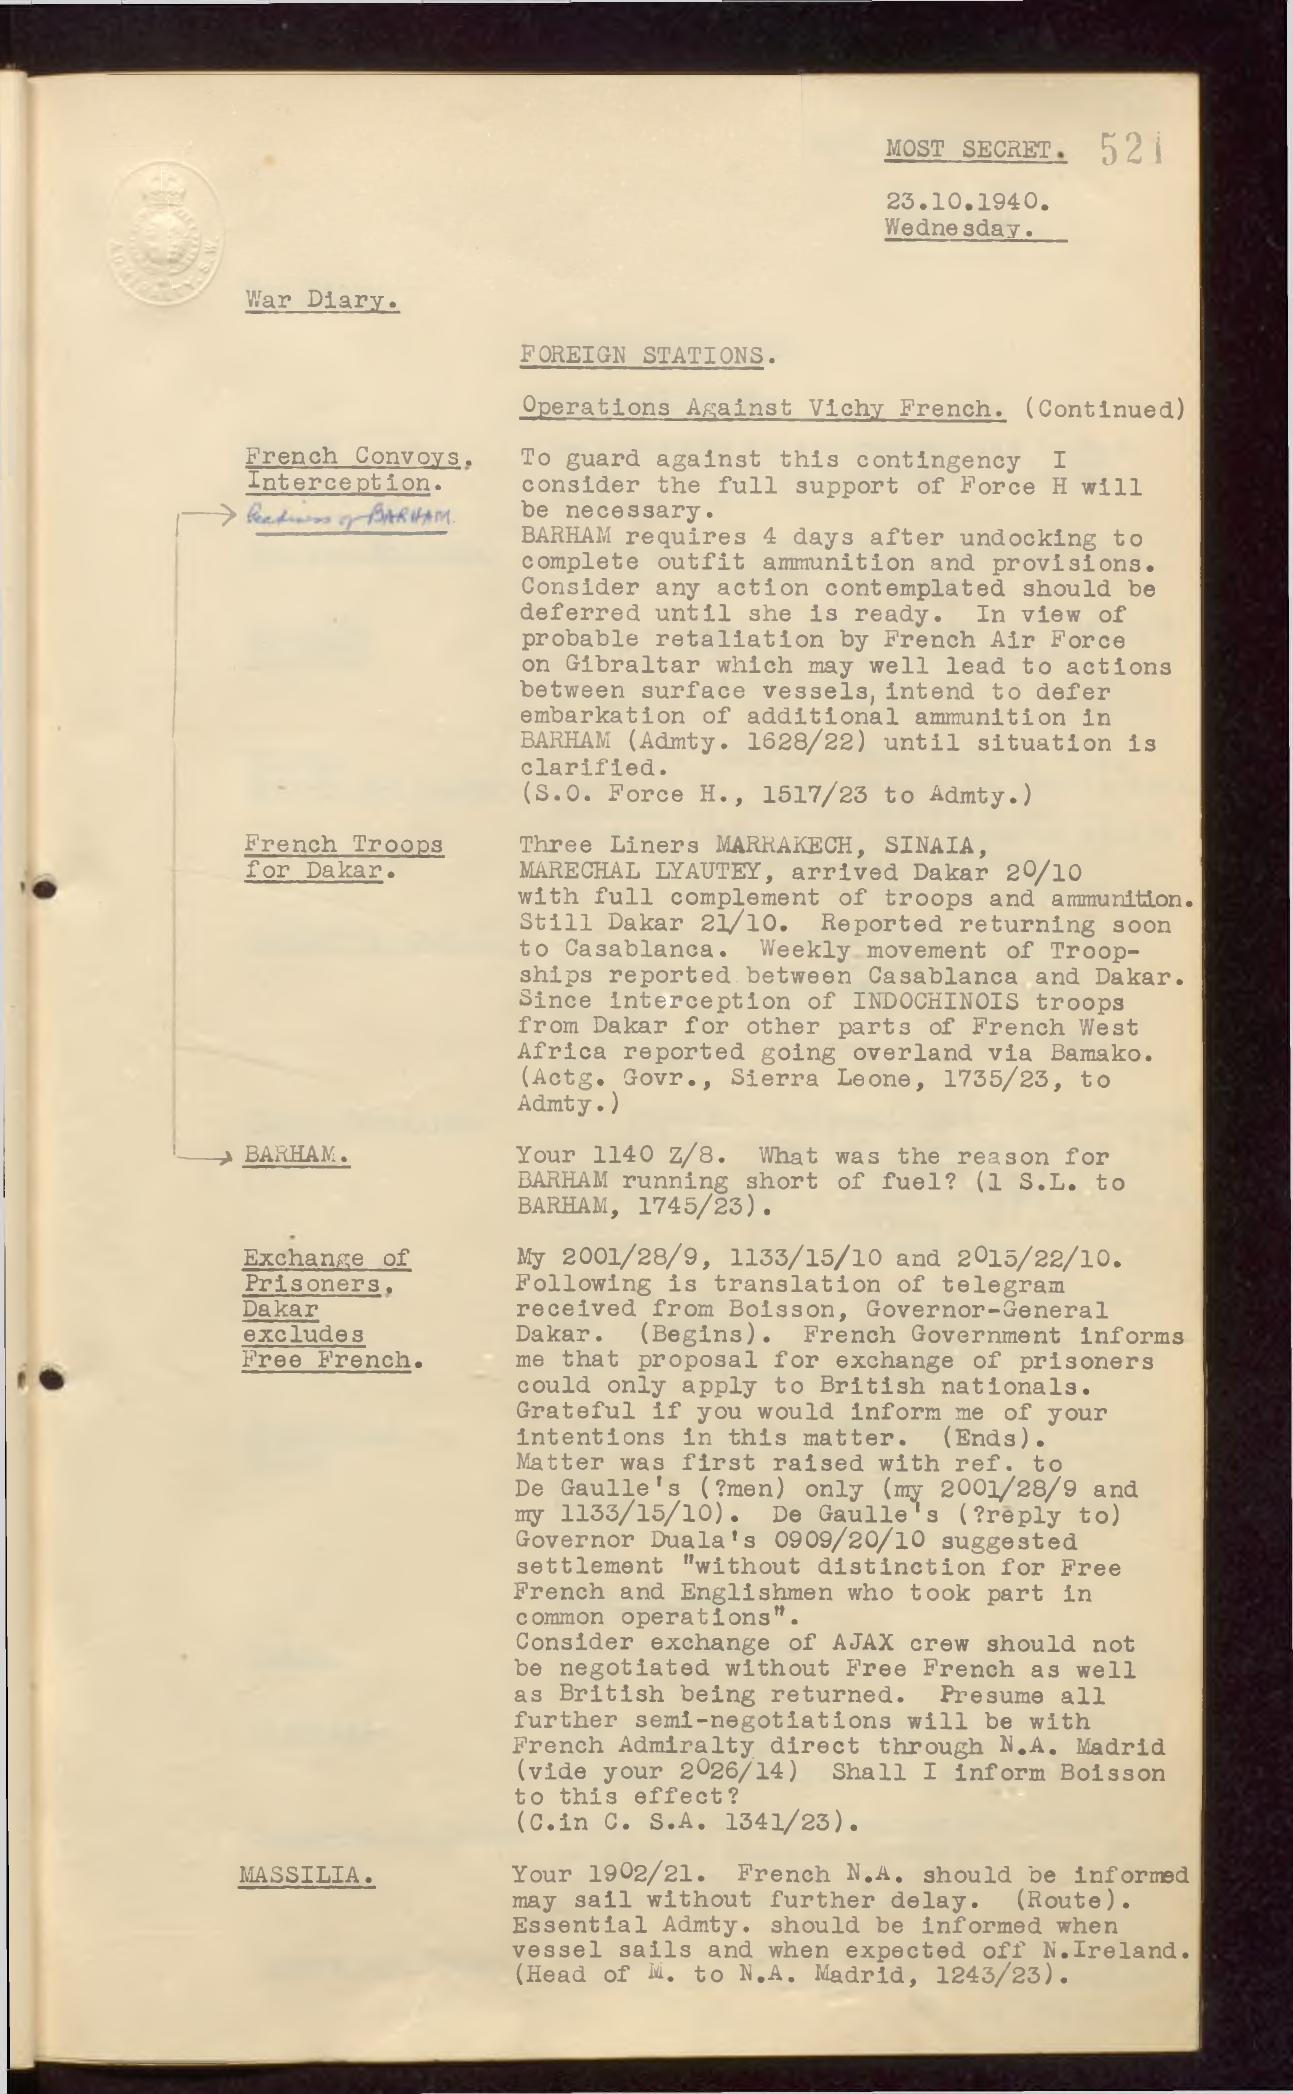 MOST SECRET. 521
23.10.1940.
Wednesday.
ADMIRALTY. S.W.
War Diary.
FOREIGN STATIONS.
Operations Against Vichy French. (Continued)
French Convoys,
Interception.
Readiness of BARHAM.
To guard against this contingency I
consider the full support of Force H will
be necessary.
BARHAM requires 4 days after undocking to
complete outfit ammunition and provisions.
Consider any action contemplated should be
deferred until she is ready. In view of
probable retaliation by French Air Force
on Gibraltar which may well lead to actions
between surface vessels, intend to defer
embarkation of additional ammunition in
BARHAM (Admty. 1628/22) until situation is
clarified.
(S.O. Force H., 1517/23 to Admty.)
French Troops
for Dakar.
Three Liners MARRAKECH, SINAIA,
MARECHAL LYAUTEY, arrived Dakar 20/10
with full complement of troops and ammunition.
Still Dakar 21/10. Reported returning soon
to Casablanca. Weekly movement of Troop-
ships reported between Casablanca and Dakar.
Since interception of INDOCHINOIS troops
from Dakar for other parts of French West
Africa reported going overland via Bamako.
(Actg. Govr., Sierra Leone, 1735/23, to
Admty.)
BARHAM.
Your 1140 Z/8. What was the reason for
BARHAM running short of fuel? (1 S.L. to
BARHAM, 1745/23).
Exchange of
Prisoners,
Dakar
excludes
Free French.
My 2001/28/9, 1133/15/10 and 2015/22/10.
Following is translation of telegram
received from Boisson, Governor-General
Dakar. (Begins). French Government informs
me that proposal for exchange of prisoners
could only apply to British nationals.
Grateful if you would inform me of your
intentions in this matter. (Ends).
Matter was first raised with ref. to
De Gaulle's (?men) only (my 2001/28/9 and
my 1133/15/10). De Gaulle's (?reply to)
Governor Duala's 0909/20/10 suggested
settlement "without distinction for Free
French and Englishmen who took part in
common operations".
Consider exchange of AJAX crew should not
be negotiated without Free French as well
as British being returned. Presume all
further semi-negotiations will be with
French Admiralty direct through N.A. Madrid
(vide your 2026/14) Shall I inform Boisson
to this effect?
(C.in C. S.A. 1341/23).
MASSILIA.
Your 1902/21. French N.A. should be informed
may sail without further delay. (Route).
Essential Admty. should be informed when
vessel sails and when expected off N.Ireland.
(Head of M. to N.A. Madrid, 1243/23).